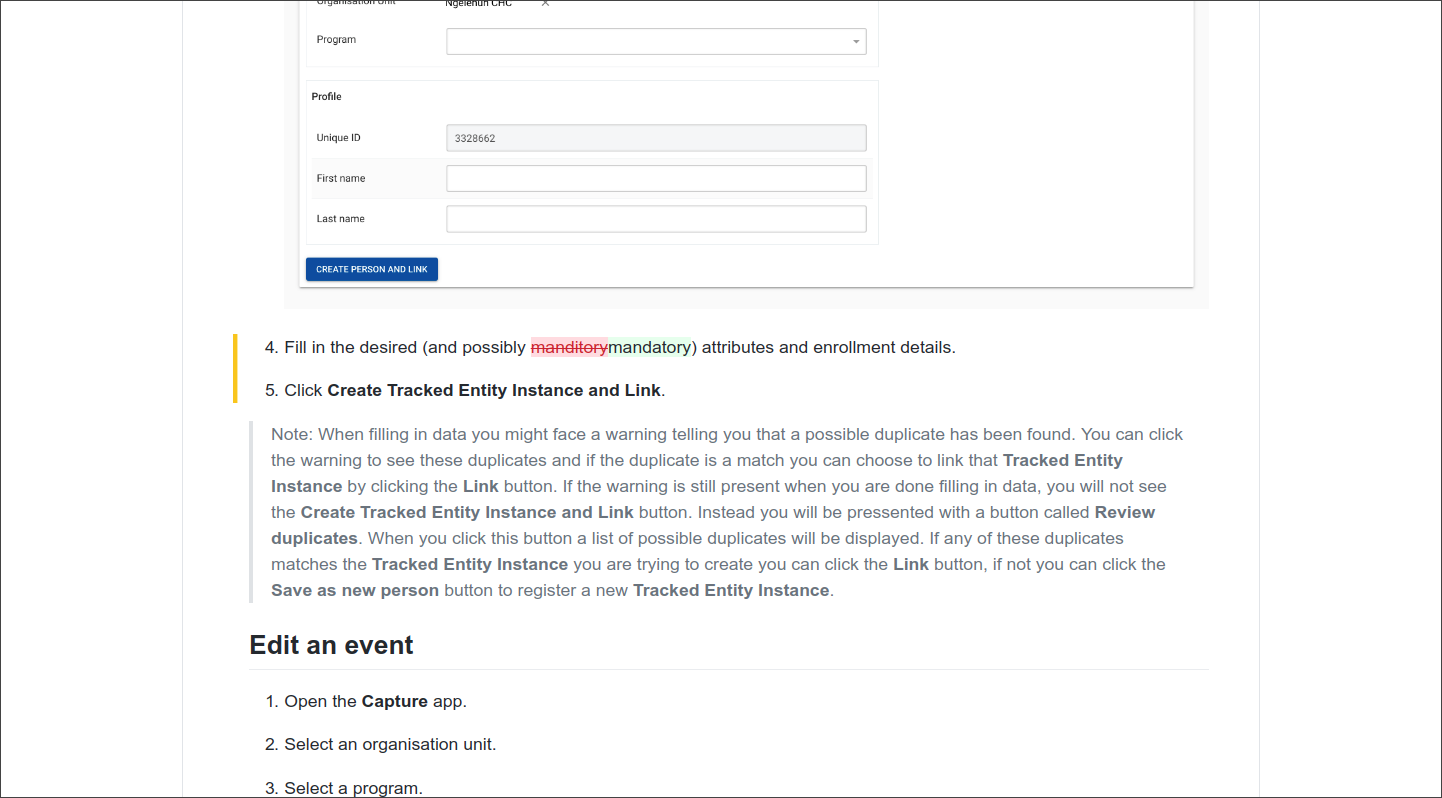 Organisation Unit Ngelehun CHC ×
Program
Profile
Unique ID 3328662
First name
Last name
CREATE PERSON AND LINK
4. Fill in the desired (and possibly manditorymandatory) attributes and enrollment details.
5. Click Create Tracked Entity Instance and Link.
Note: When filling in data you might face a warning telling you that a possible duplicate has been found. You can click
the warning to see these duplicates and if the duplicate is a match you can choose to link that Tracked Entity
Instance by clicking the Link button. If the warning is still present when you are done filling in data, you will not see
the Create Tracked Entity Instance and Link button. Instead you will be pressented with a button called Review
duplicates. When you click this button a list of possible duplicates will be displayed. If any of these duplicates
matches the Tracked Entity Instance you are trying to create you can click the Link button, if not you can click the
Save as new person button to register a new Tracked Entity Instance.
Edit an event
1. Open the Capture app.
2. Select an organisation unit.
3. Select a program.